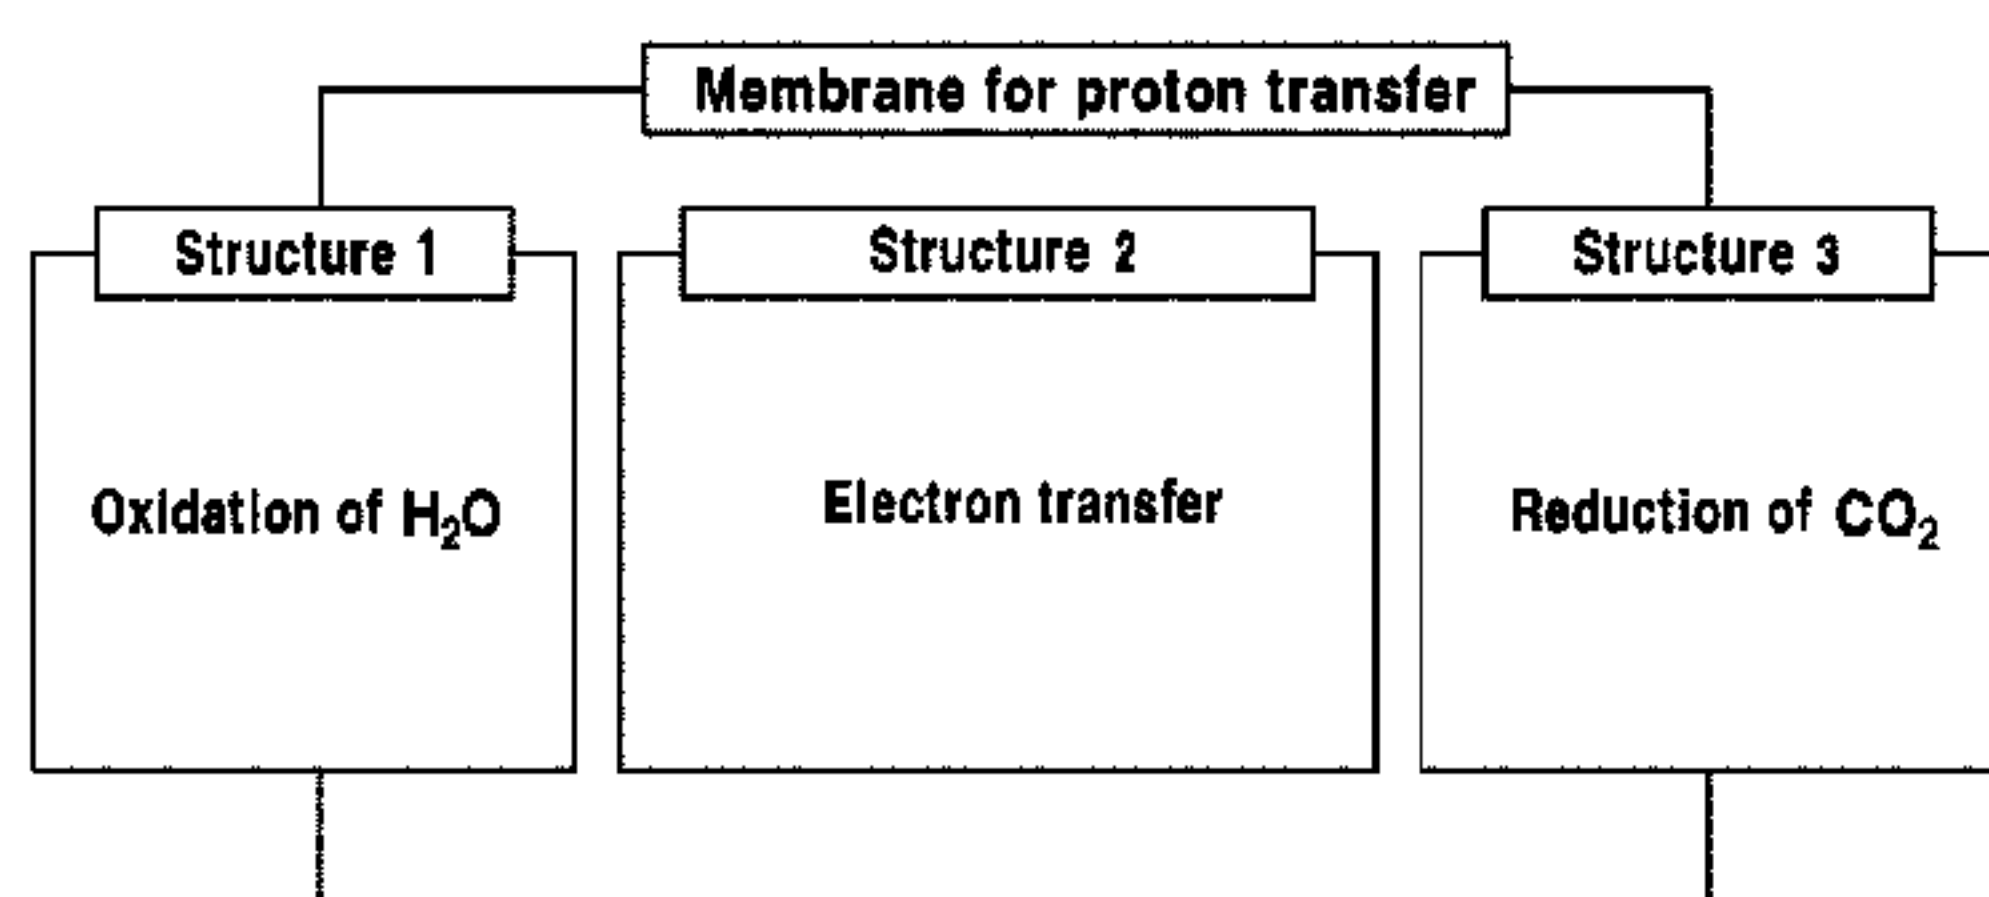 Membrane for proton transfer
Structure 1
Structure 2
Structure 3
Oxidation of H₂O
Electron transfer
Reduction of CO₂